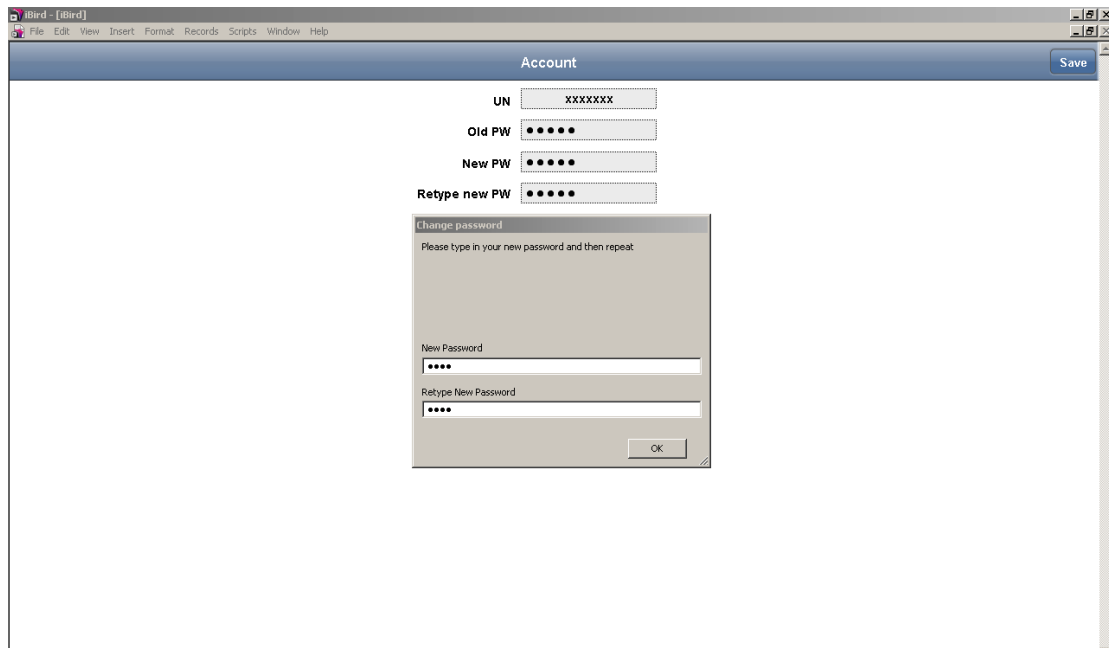 iBird - [iBird]
File Edit View Insert Format Records Scripts Window Help
Account
Save
UN xxxxxxx
Old PW •••••
New PW •••••
Retype new PW •••••
Change password
Please type in your new password and then repeat
New Password
••••
Retype New Password
••••
OK